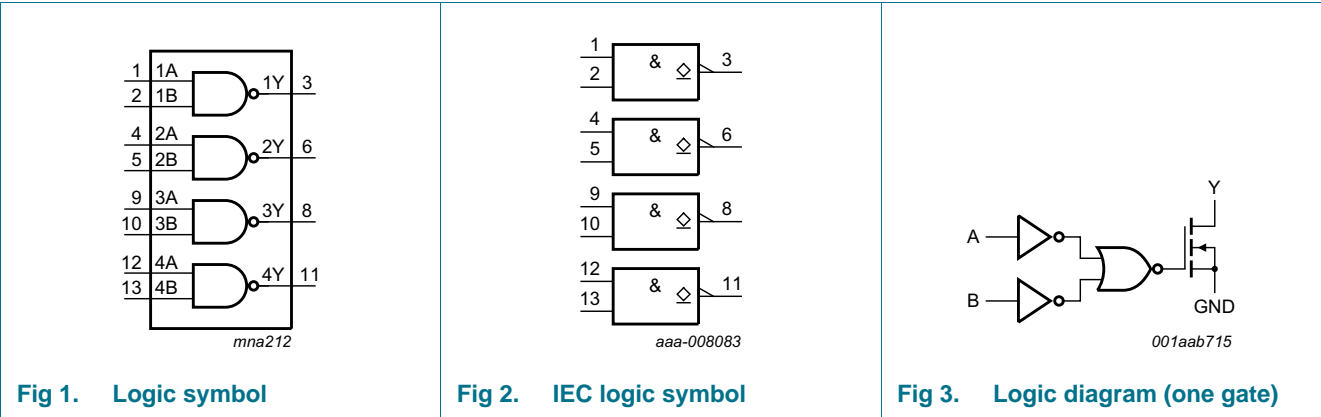 1 1A
2 1B
1Y 3
4 2A
5 2B
2Y 6
9 3A
10 3B
3Y 8
12 4A
13 4B
4Y 11
mna212
Fig 1. Logic symbol
1
2
&
3
4
5
&
6
9
10
&
8
12
13
&
11
aaa-008083
Fig 2. IEC logic symbol
Y
A
B
GND
001aab715
Fig 3. Logic diagram (one gate)